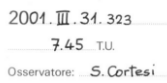 2001. III. 31. 323
7.45 T.U.
Osservatore: S. Cortesi